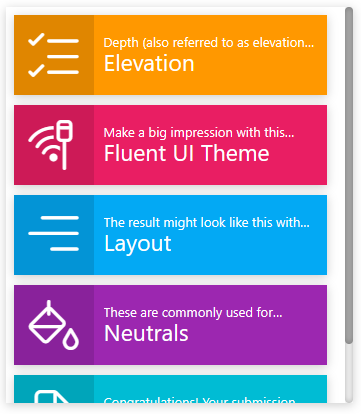 Depth (also referred to as elevation...
Elevation
Make a big impression with this...
Fluent UI Theme
The result might look like this with...
Layout
These are commonly used for...
Neutrals
Congratulations! Your submission